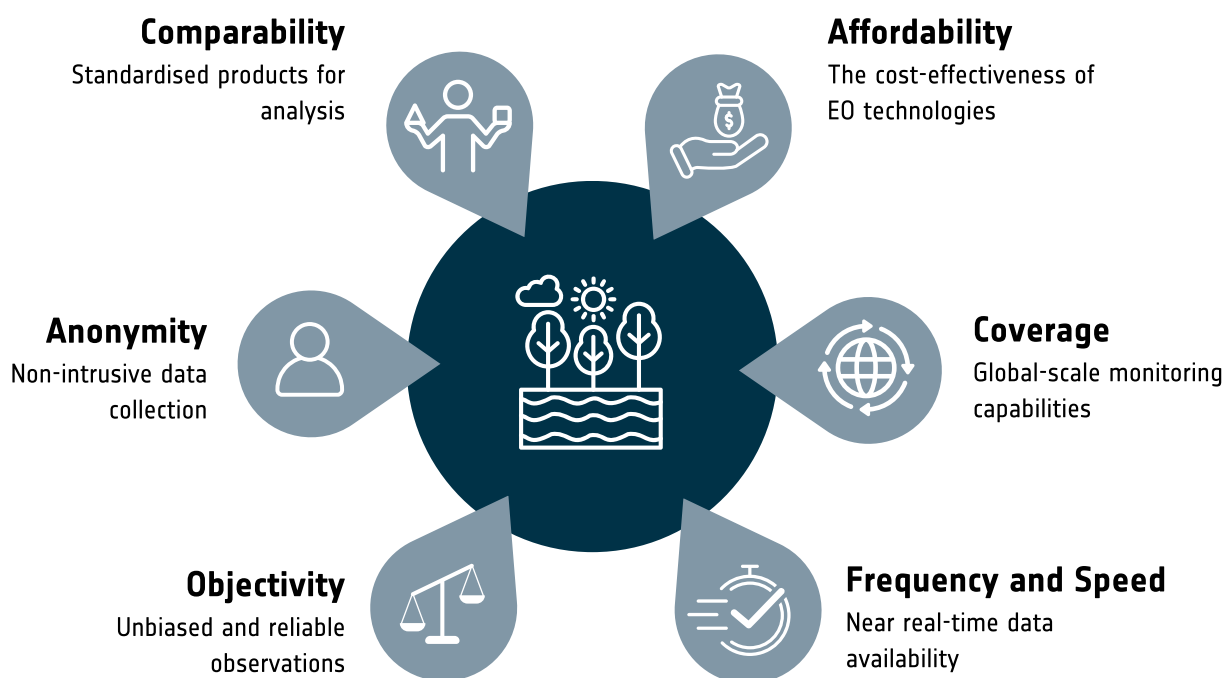 Comparability
Standardised products for
analysis
Affordability
The cost-effectiveness of
EO technologies
$
Anonymity
Non-intrusive data
collection
Coverage
Global-scale monitoring
capabilities
Objectivity
Unbiased and reliable
observations
Frequency and Speed
Near real-time data
availability